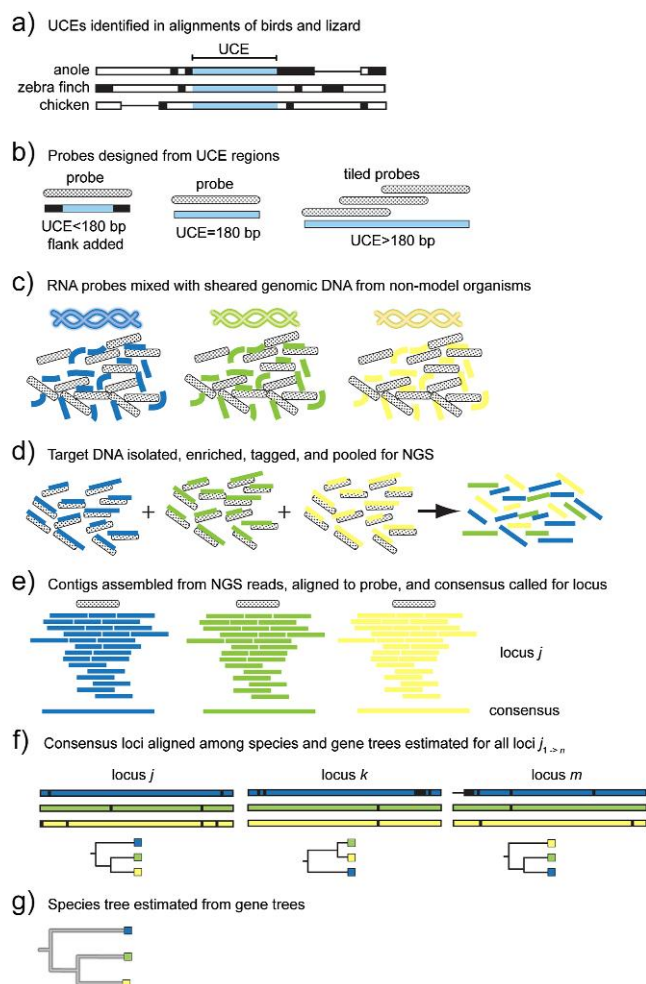 a) UCEs identified in alignments of birds and lizard
UCE
anole
zebra finch
chicken
b) Probes designed from UCE regions
probe probe tiled probes
UCE<180 bp UCE=180 bp UCE>180 bp
flank added
c) RNA probes mixed with sheared genomic DNA from non-model organisms
d) Target DNA isolated, enriched, tagged, and pooled for NGS
+ +
e) Contigs assembled from NGS reads, aligned to probe, and consensus called for locus
locus j
consensus
f) Consensus loci aligned among species and gene trees estimated for all loci j1->n
locus j locus k locus m
g) Species tree estimated from gene trees